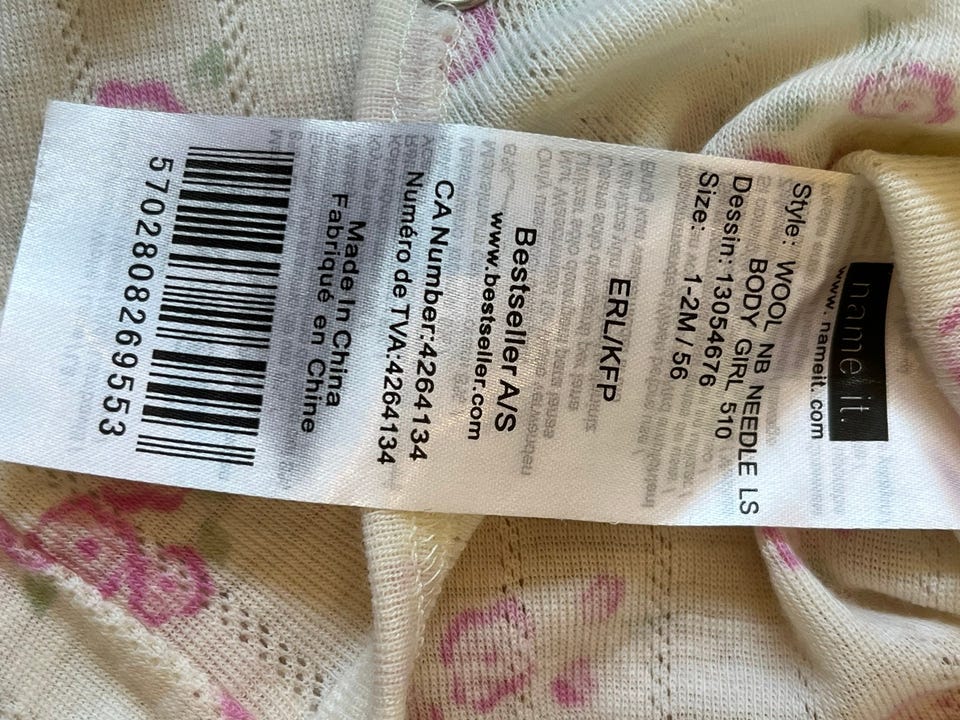 name it.
www.nameit.com
Style: WOOL NB NEEDLE LS
BODY GIRL 510
Dessin: 13054676
Size: 1-2M / 56
ERL/KFP
Bestseller A/S
www.bestseller.com
CA Number:4264134
Numéro de TVA:4264134
Made In China
Fabriqué en Chine
5702808269553